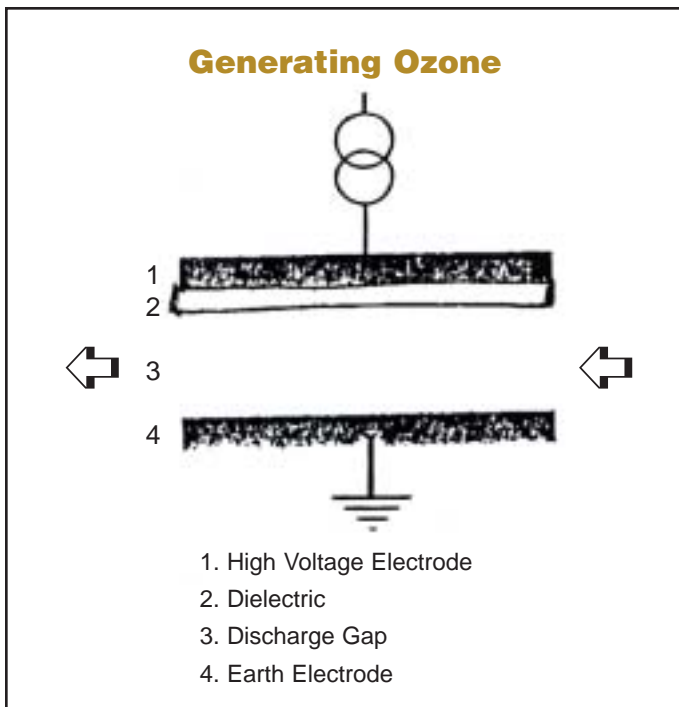 Generating Ozone
1
2
3
4
1. High Voltage Electrode
2. Dielectric
3. Discharge Gap
4. Earth Electrode